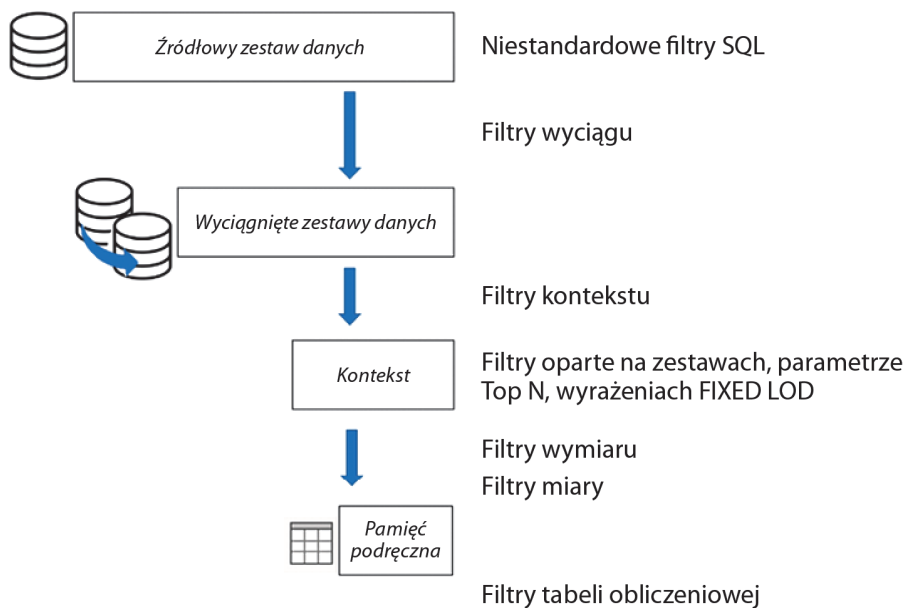 Źródłowy zestaw danych
Niestandardowe filtry SQL
Filtry wyciągu
Wyciągnięte zestawy danych
Filtry kontekstu
Kontekst
Filtry oparte na zestawach, parametrze
Top N, wyrażeniach FIXED LOD
Filtry wymiaru
Filtry miary
Pamięć
podręczna
Filtry tabeli obliczeniowej